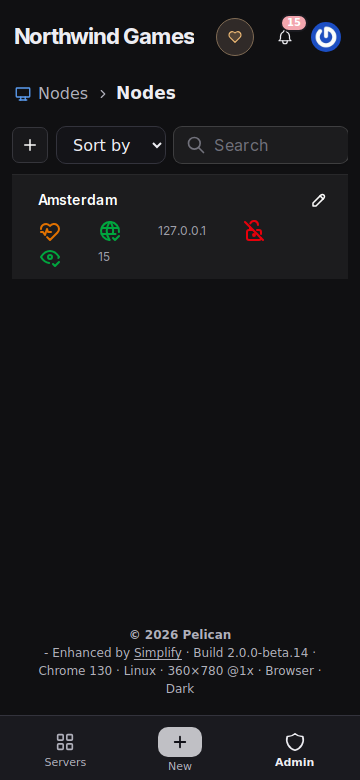 Northwind Games
15
Nodes › Nodes
Sort by
Search
Amsterdam
127.0.0.1
15
© 2026 Pelican
- Enhanced by Simplify · Build 2.0.0-beta.14 ·
Chrome 130 · Linux · 360×780 @1x · Browser ·
Dark
Servers
New
Admin